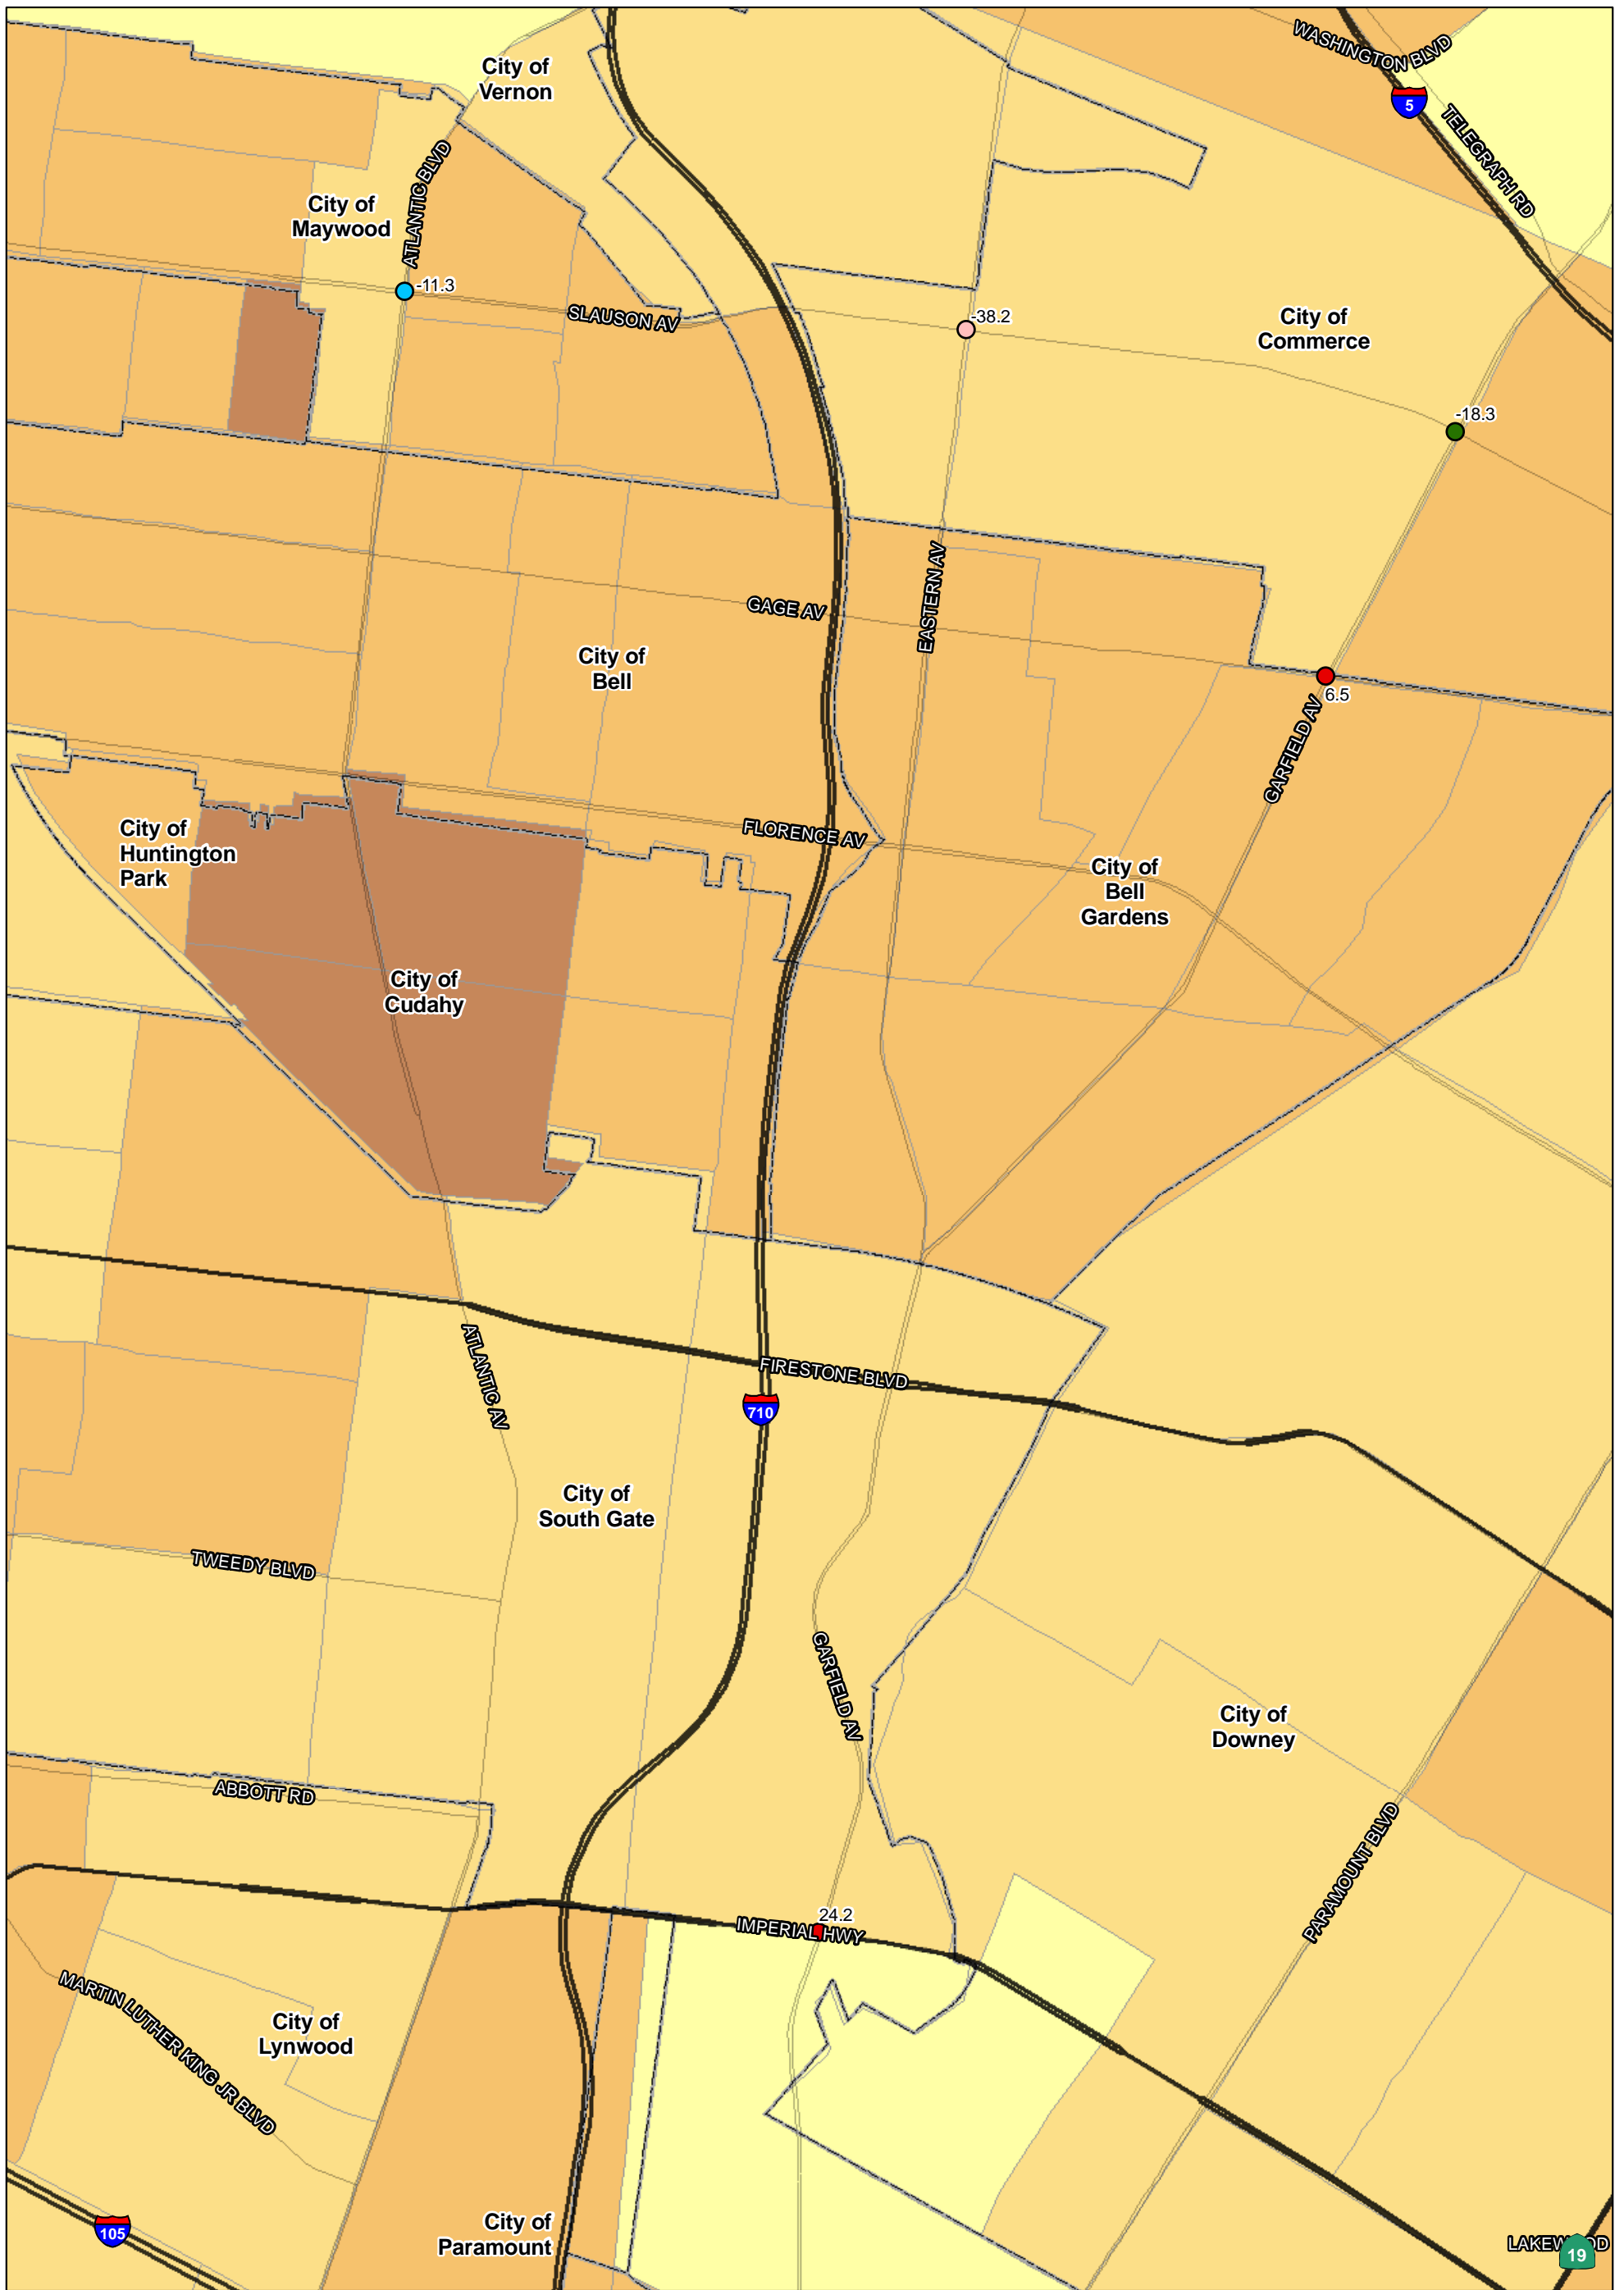 WASHINGTON BLVD
City of
Vernon
5
TELEGRAPH RD
ATLANTIC BLVD
City of
Maywood
-11.3
SLAUSON AV
-38.2
City of
Commerce
-18.3
EASTERN AV
GAGE AV
City of
Bell
6.5
GARFIELD AV
City of
Huntington
Park
FLORENCE AV
City of
Bell
Gardens
City of
Cudahy
ATLANTIC AV
FIRESTONE BLVD
710
City of
South Gate
TWEEDY BLVD
GARFIELD AV
City of
Downey
ABBOTT RD
PARAMOUNT BLVD
24.2
IMPERIAL HWY
MARTIN LUTHER KING JR BLVD
City of
Lynwood
City of
Paramount
105
LAKEWOOD
19